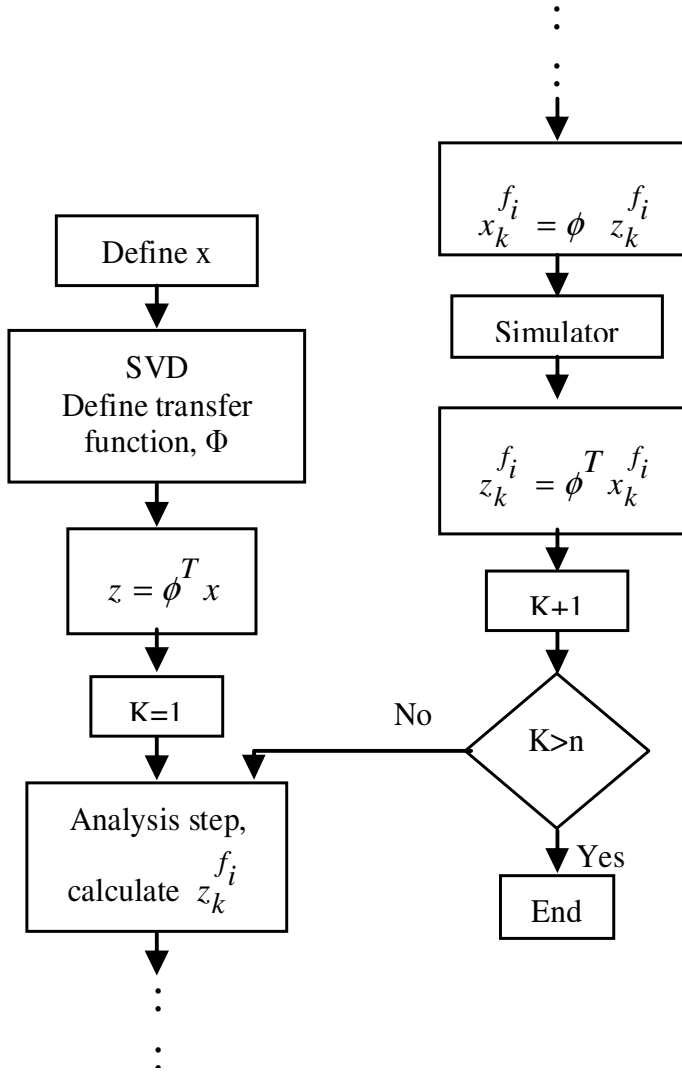 Define x
SVD
Define transfer
function, Φ
z = ϕ^T x
K=1
Analysis step,
calculate z_k^{f_i}
x_k^{f_i} = ϕ z_k^{f_i}
Simulator
z_k^{f_i} = ϕ^T x_k^{f_i}
K+1
K>n
No
Yes
End